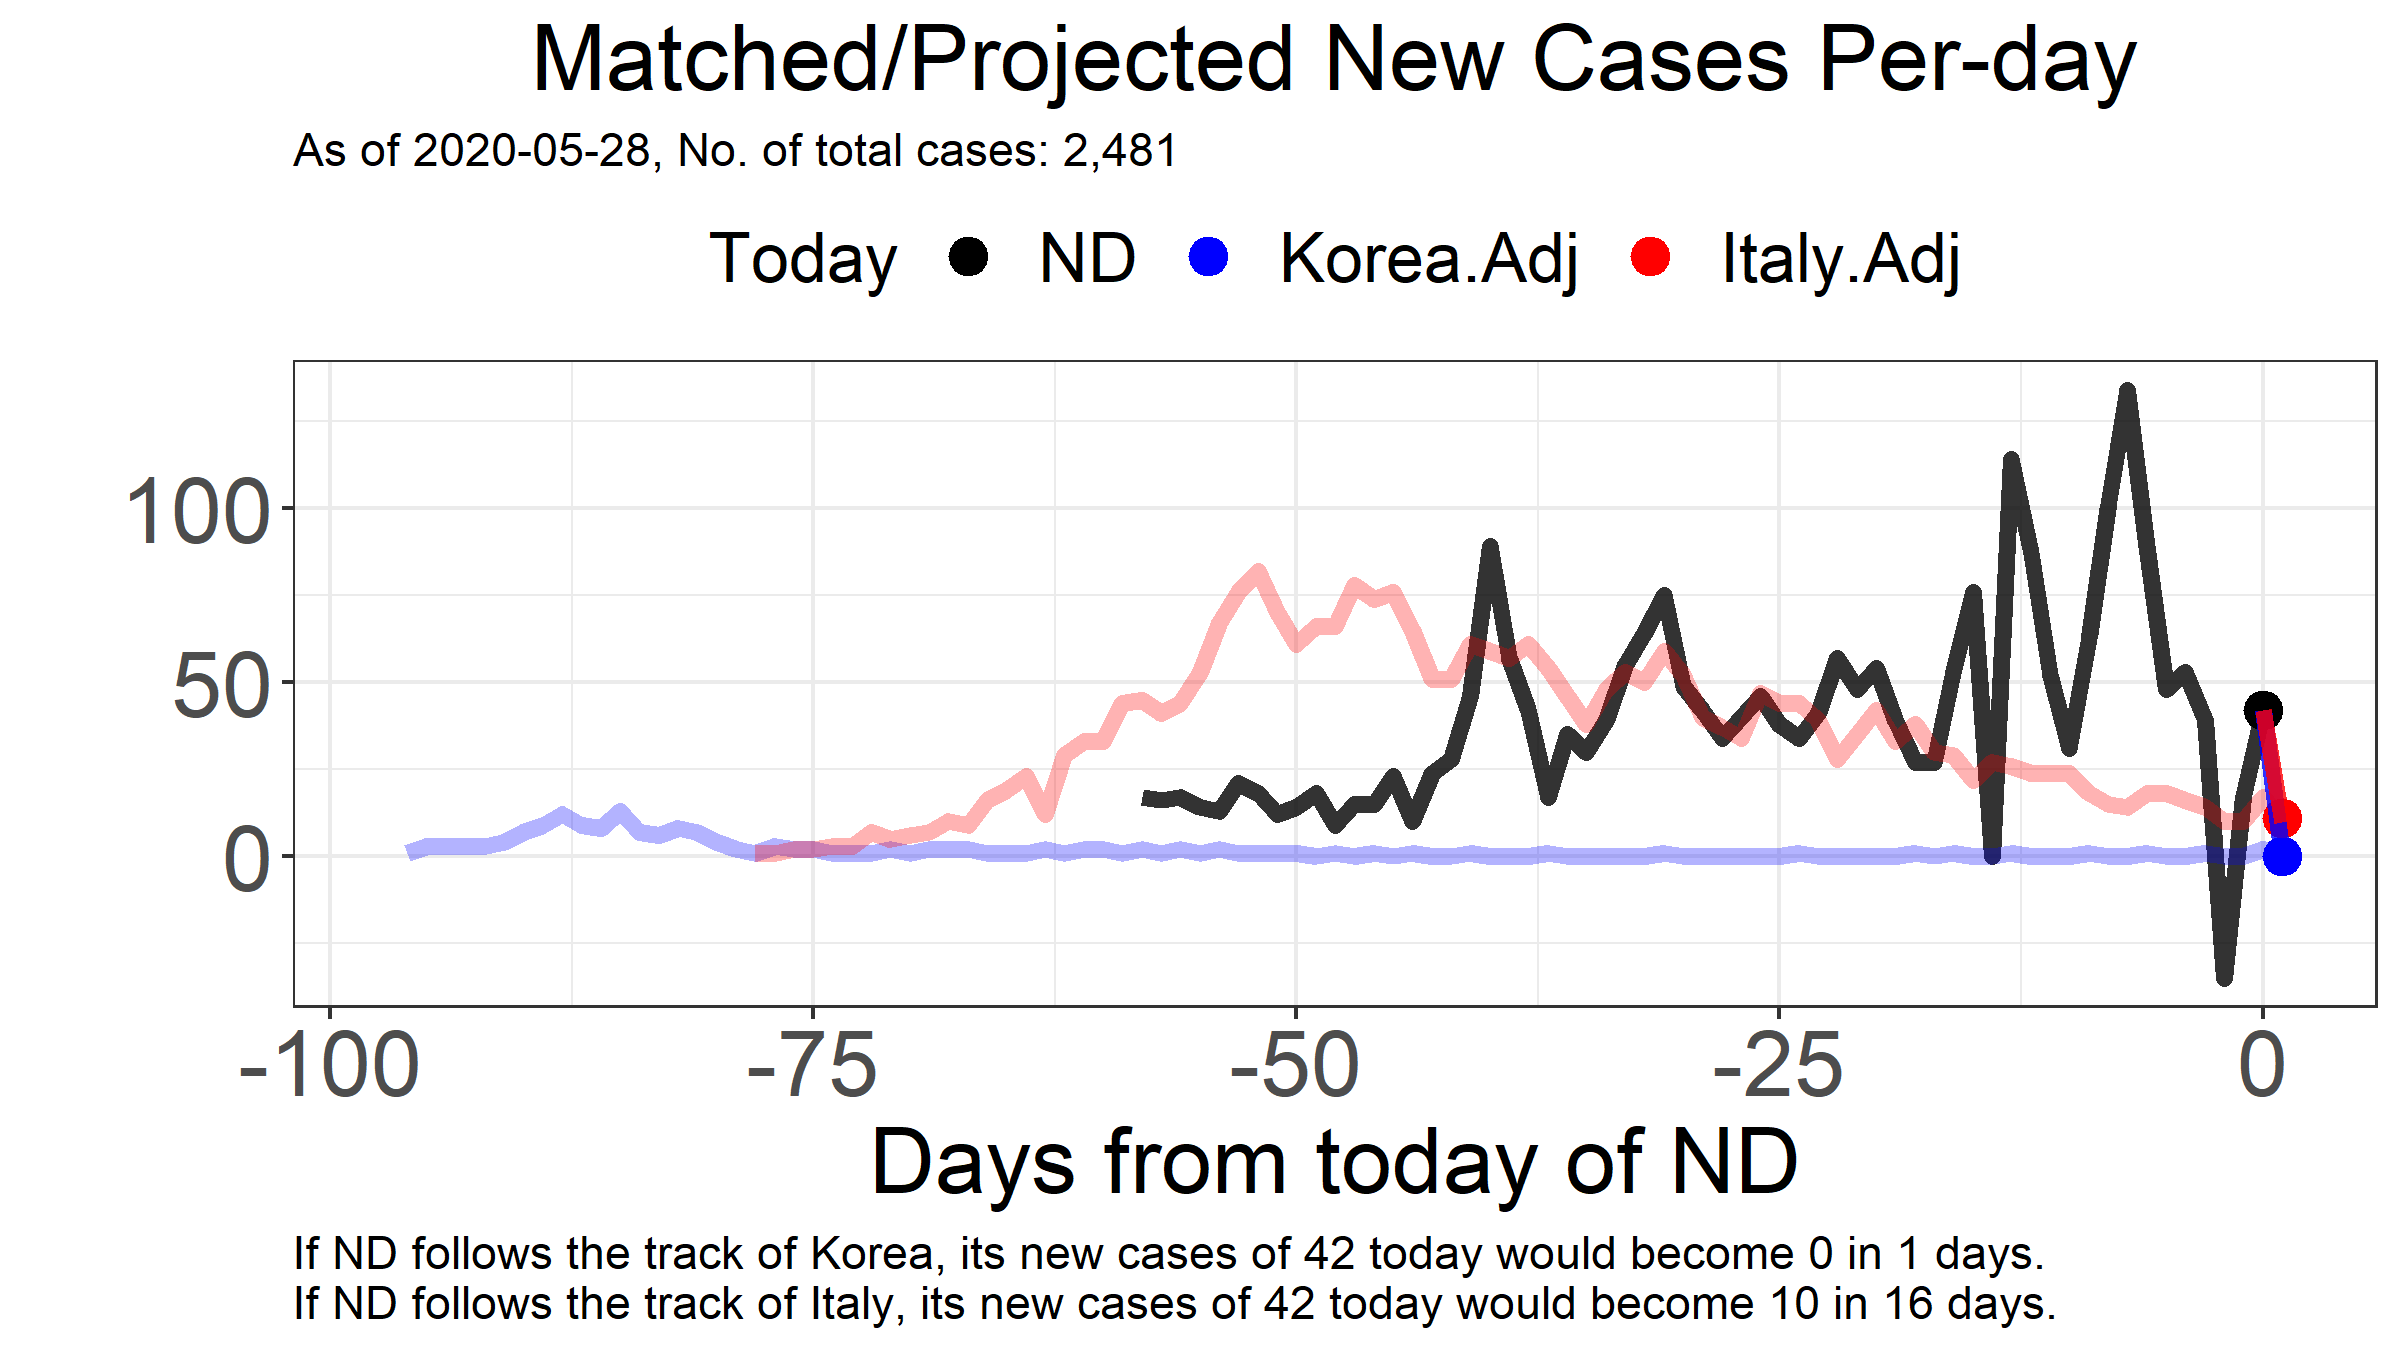 Matched/Projected New Cases Per-day
As of 2020-05-28, No. of total cases: 2,481
Today ND Korea.Adj Italy.Adj
100
50
0
-100 -75 -50 -25 0
Days from today of ND
If ND follows the track of Korea, its new cases of 42 today would become 0 in 1 days.
If ND follows the track of Italy, its new cases of 42 today would become 10 in 16 days.